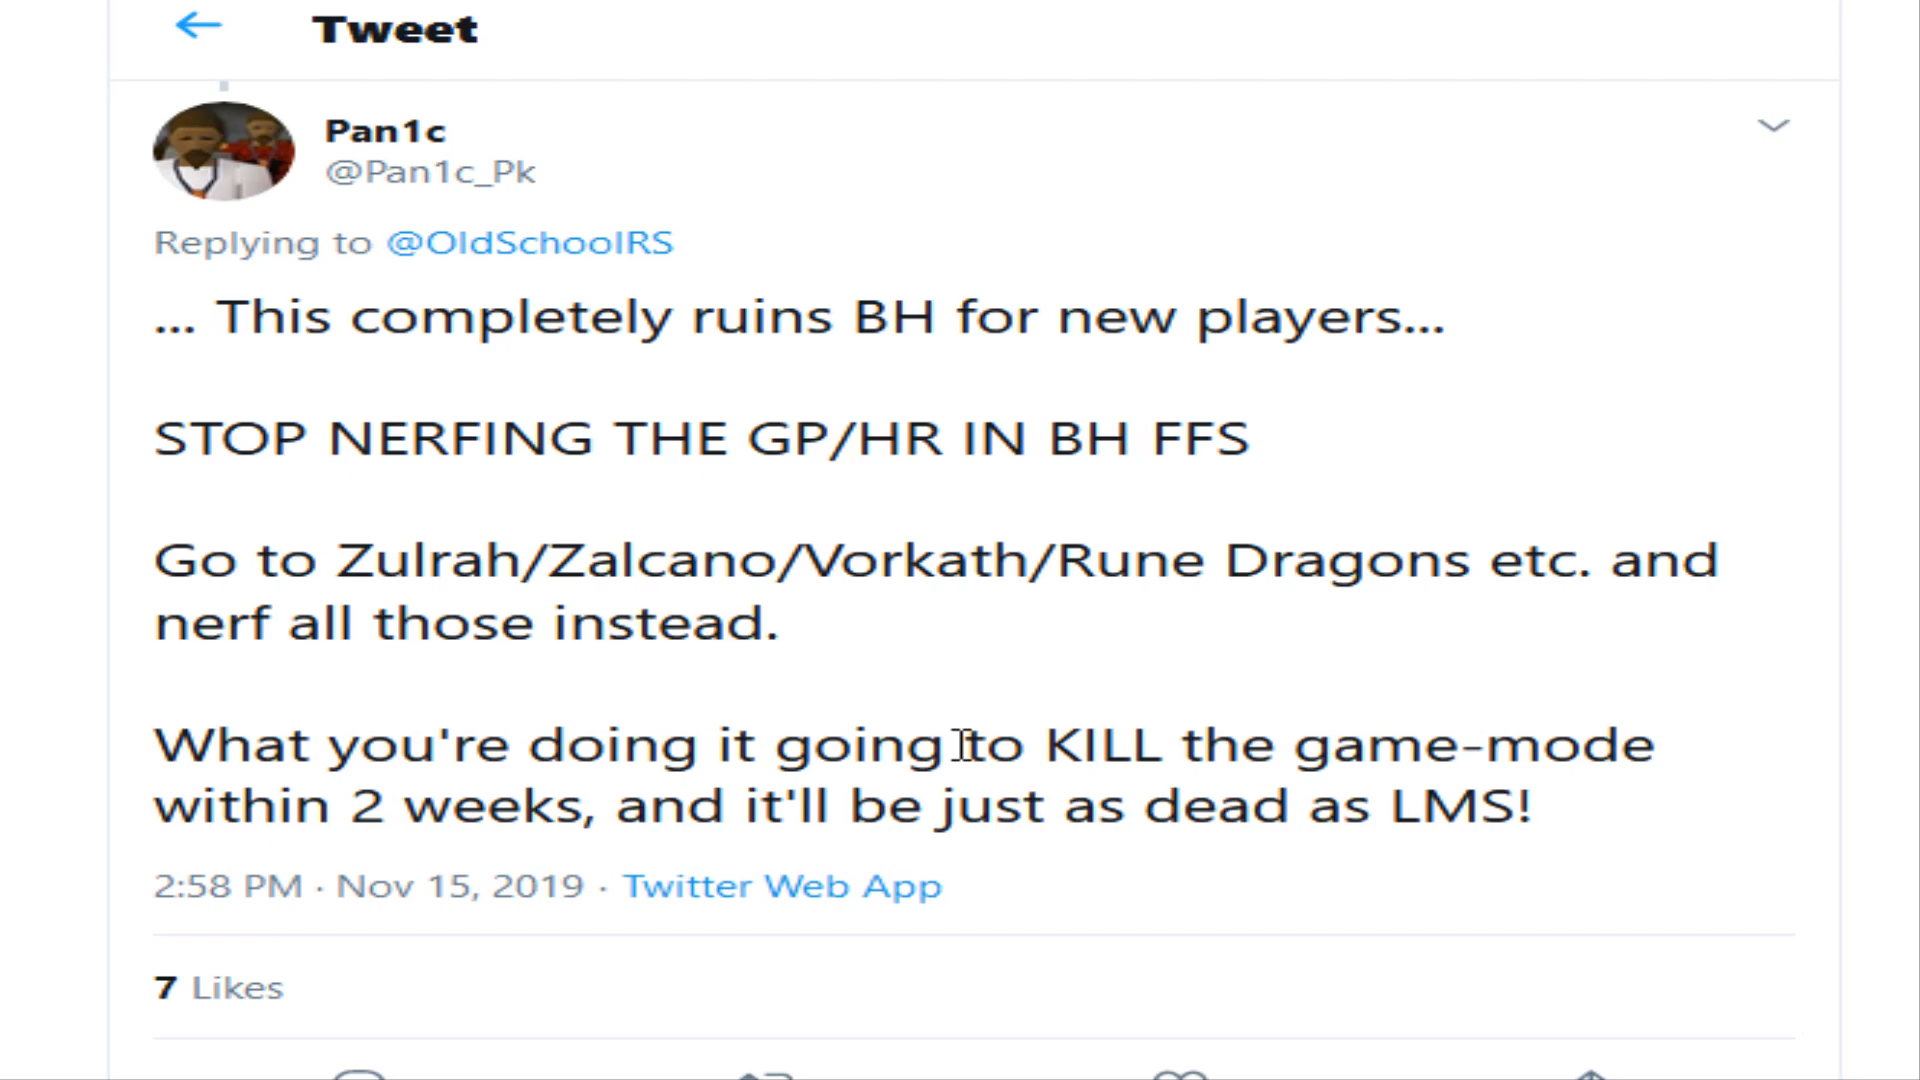 Tweet
Pan1c
@Pan1c_Pk
Replying to @OldSchoolRS
... This completely ruins BH for new players...
STOP NERFING THE GP/HR IN BH FFS
Go to Zulrah/Zalcano/Vorkath/Rune Dragons etc. and
nerf all those instead.
What you're doing it going to KILL the game-mode
within 2 weeks, and it'll be just as dead as LMS!
2:58 PM · Nov 15, 2019 · Twitter Web App
7 Likes